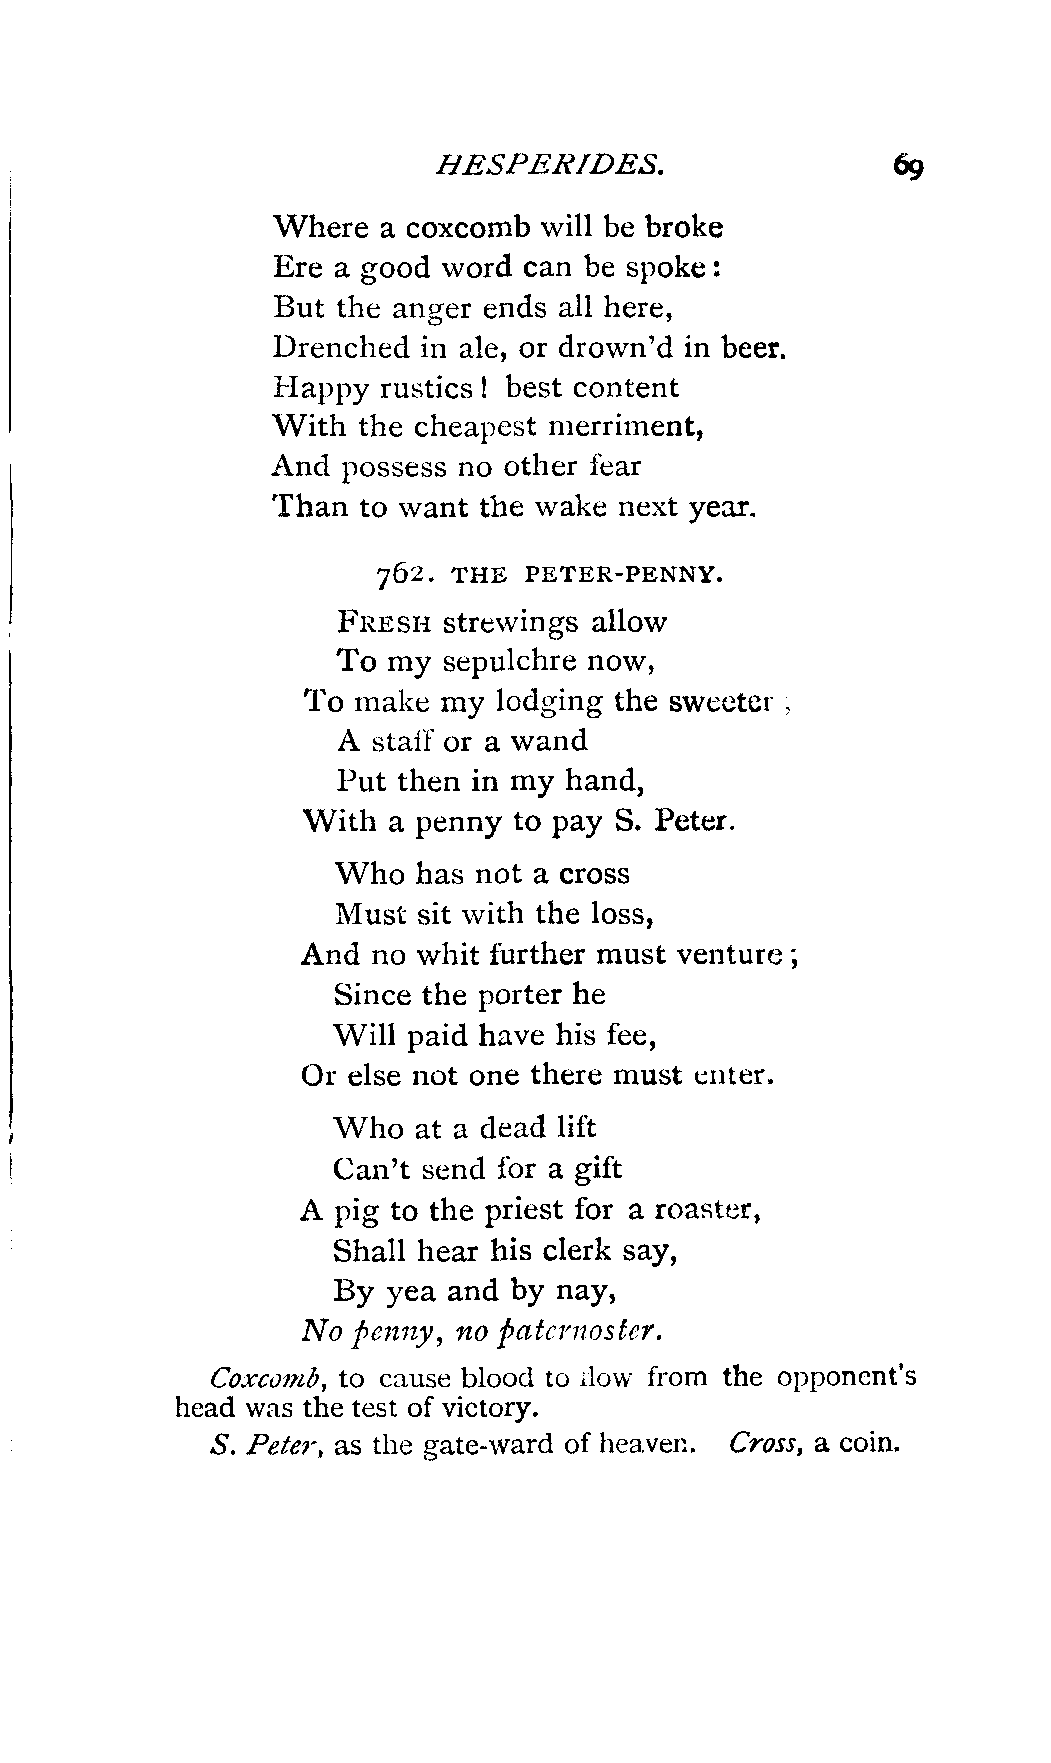 HESPERIDES. 69
Where a coxcomb will be broke
Ere a good word can be spoke:
But the anger ends all here,
Drenched in ale, or drown'd in beer.
Happy rustics! best content
With the cheapest merriment,
And possess no other fear
Than to want the wake next year.
762. THE PETER-PENNY.
FRESH strewings allow
To my sepulchre now,
To make my lodging the sweeter;
A staff or a wand
Put then in my hand,
With a penny to pay S. Peter.
Who has not a cross
Must sit with the loss,
And no whit further must venture;
Since the porter he
Will paid have his fee,
Or else not one there must enter.
Who at a dead lift
Can't send for a gift
A pig to the priest for a roaster,
Shall hear his clerk say,
By yea and by nay,
No penny, no paternoster.
Coxcomb, to cause blood to flow from the opponent's
head was the test of victory.
S. Peter, as the gate-ward of heaven. Cross, a coin.